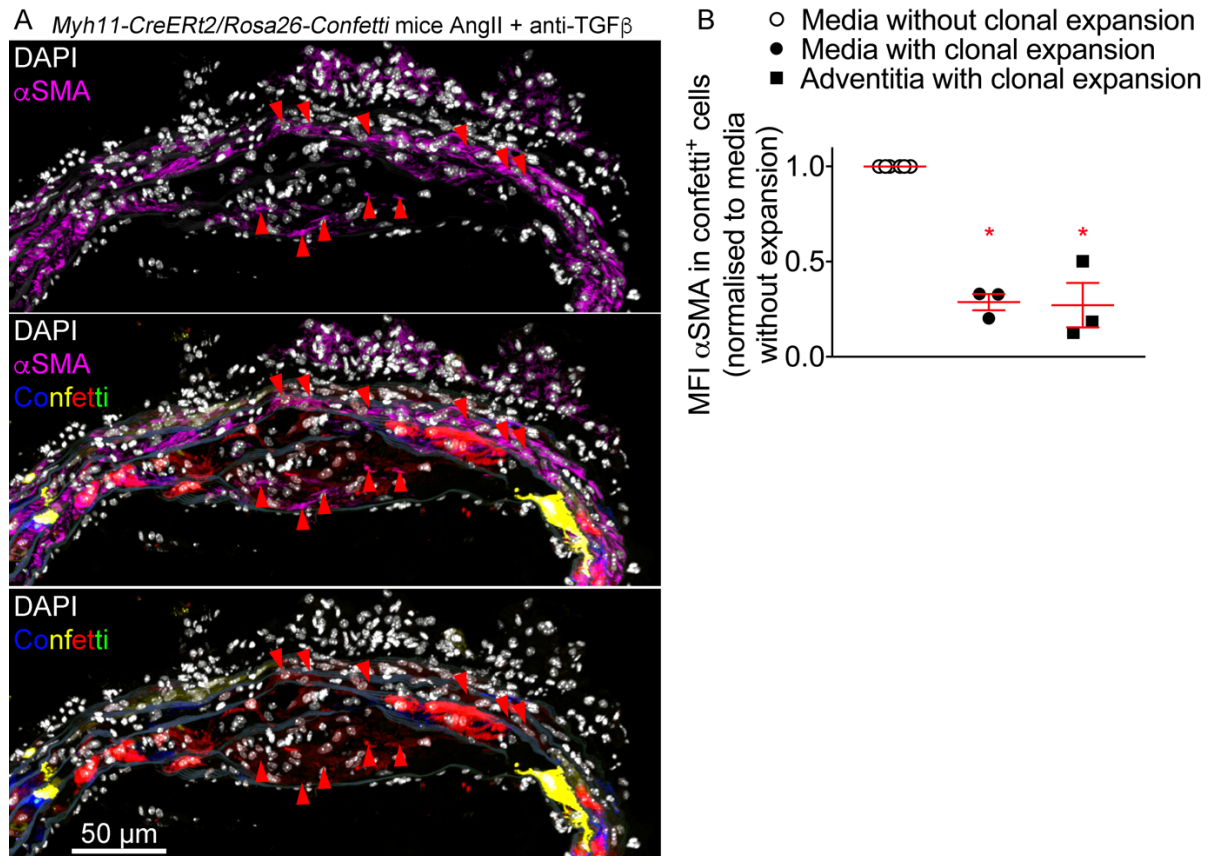 A Myh11-CreERt2/Rosa26-Confetti mice AngII + anti-TGFβ
DAPI
αSMA
DAPI
αSMA
Confetti
DAPI
Confetti
50 μm
B
Media without clonal expansion
Media with clonal expansion
Adventitia with clonal expansion
MFI αSMA in confetti⁺ cells
(normalised to media
without expansion)
1.0
0.5
0.0
*
*